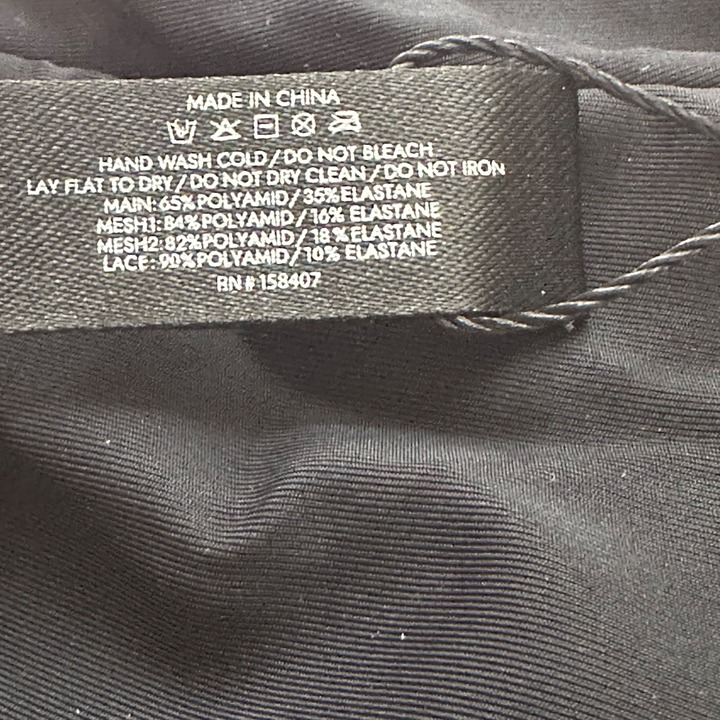 MADE IN CHINA
HAND WASH COLD/DO NOT BLEACH
LAY FLAT TO DRY/DO NOT DRY CLEAN/DO NOT IRON
MAIN: 65%POLYAMID/35%ELASTANE
MESH1: 84%POLYAMID/16% ELASTANE
MESH2:82%POLYAMID/18%ELASTANE
LACE: 90%POLYAMID/10% ELASTANE
RN# 158407